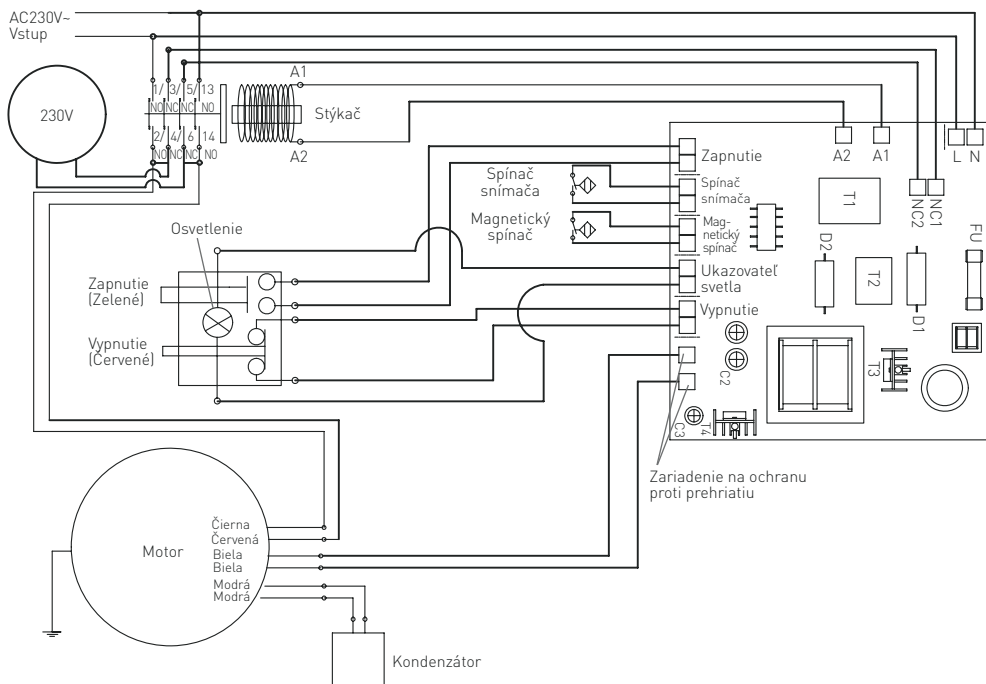 AC230V~
Vstup
230V
1/ 3/ 5/ 13
NO NC NC NO
2/ 4/ 6 14
NO NC NC NO
A1
A2
Stýkač
Spínač
snímača
Magnetický
spínač
Osvetlenie
Zapnutie
(Zelené)
Vypnutie
(Červené)
Zapnutie
Spínač
snímača
Mag-
netický
spínač
Ukazovateľ
svetla
Vypnutie
A2
A1
L N
NC2
NC1
T1
T2
D2
D1
FU
C2
T3
C3
T4
Zariadenie na ochranu
proti prehriatiu
Motor
Čierna
Červená
Biela
Biela
Modrá
Modrá
Kondenzátor